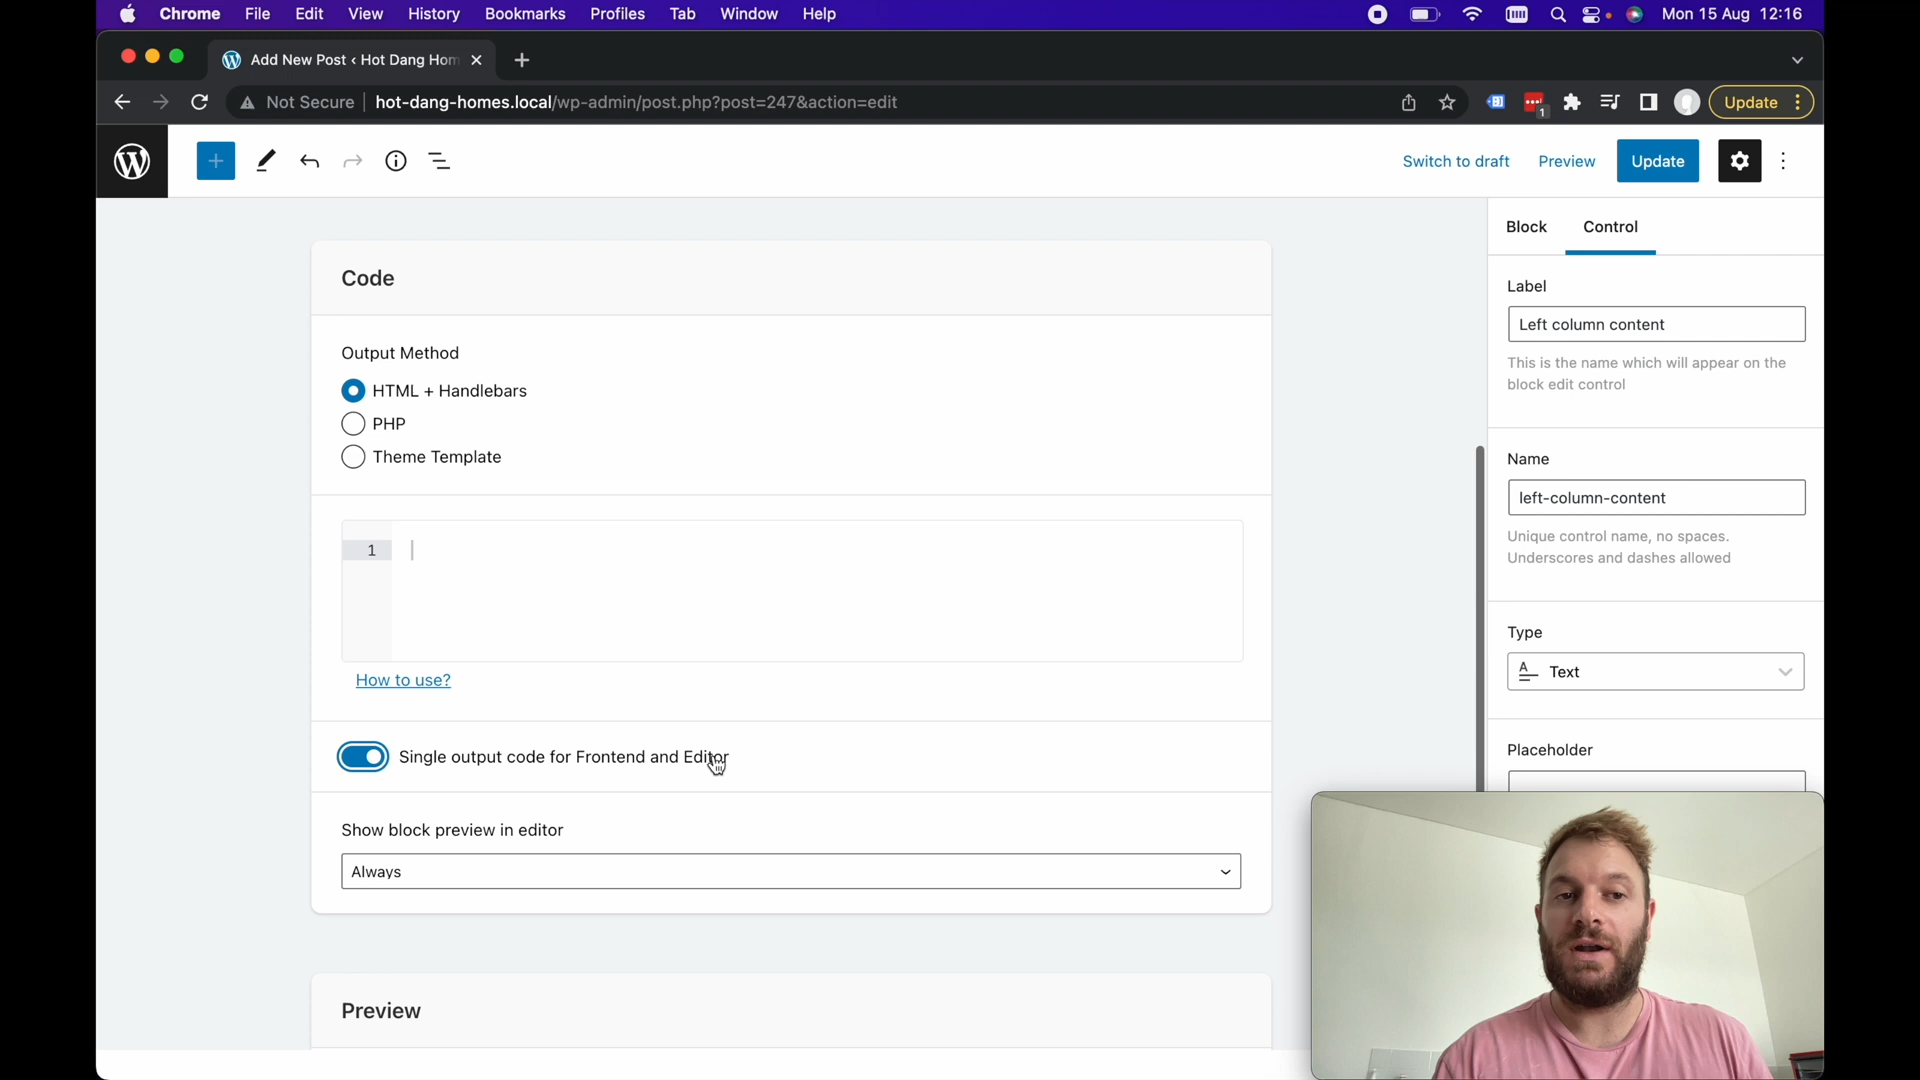 Chrome File Edit View History Bookmarks Profiles Tab Window Help Mon 15 Aug 12:16
Add New Post ‹ Hot Dang Hom
Not Secure hot-dang-homes.local/wp-admin/post.php?post=247&action=edit 1 Update
Switch to draft Preview Update
Block Control
Code
Output Method
HTML + Handlebars
PHP
Theme Template
1
How to use?
Single output code for Frontend and Editor
Show block preview in editor
Always
Preview
Label
Left column content
This is the name which will appear on the
block edit control
Name
left-column-content
Unique control name, no spaces.
Underscores and dashes allowed
Type
Text
Placeholder